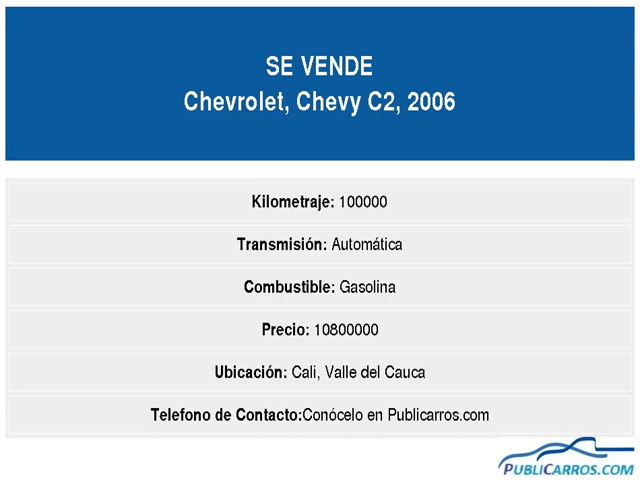 SE VENDE
Chevrolet, Chevy C2, 2006
Kilometraje: 100000
Transmisión: Automática
Combustible: Gasolina
Precio: 10800000
Ubicación: Cali, Valle del Cauca
Telefono de Contacto:Conócelo en Publicarros.com
PUBLICARROS.COM